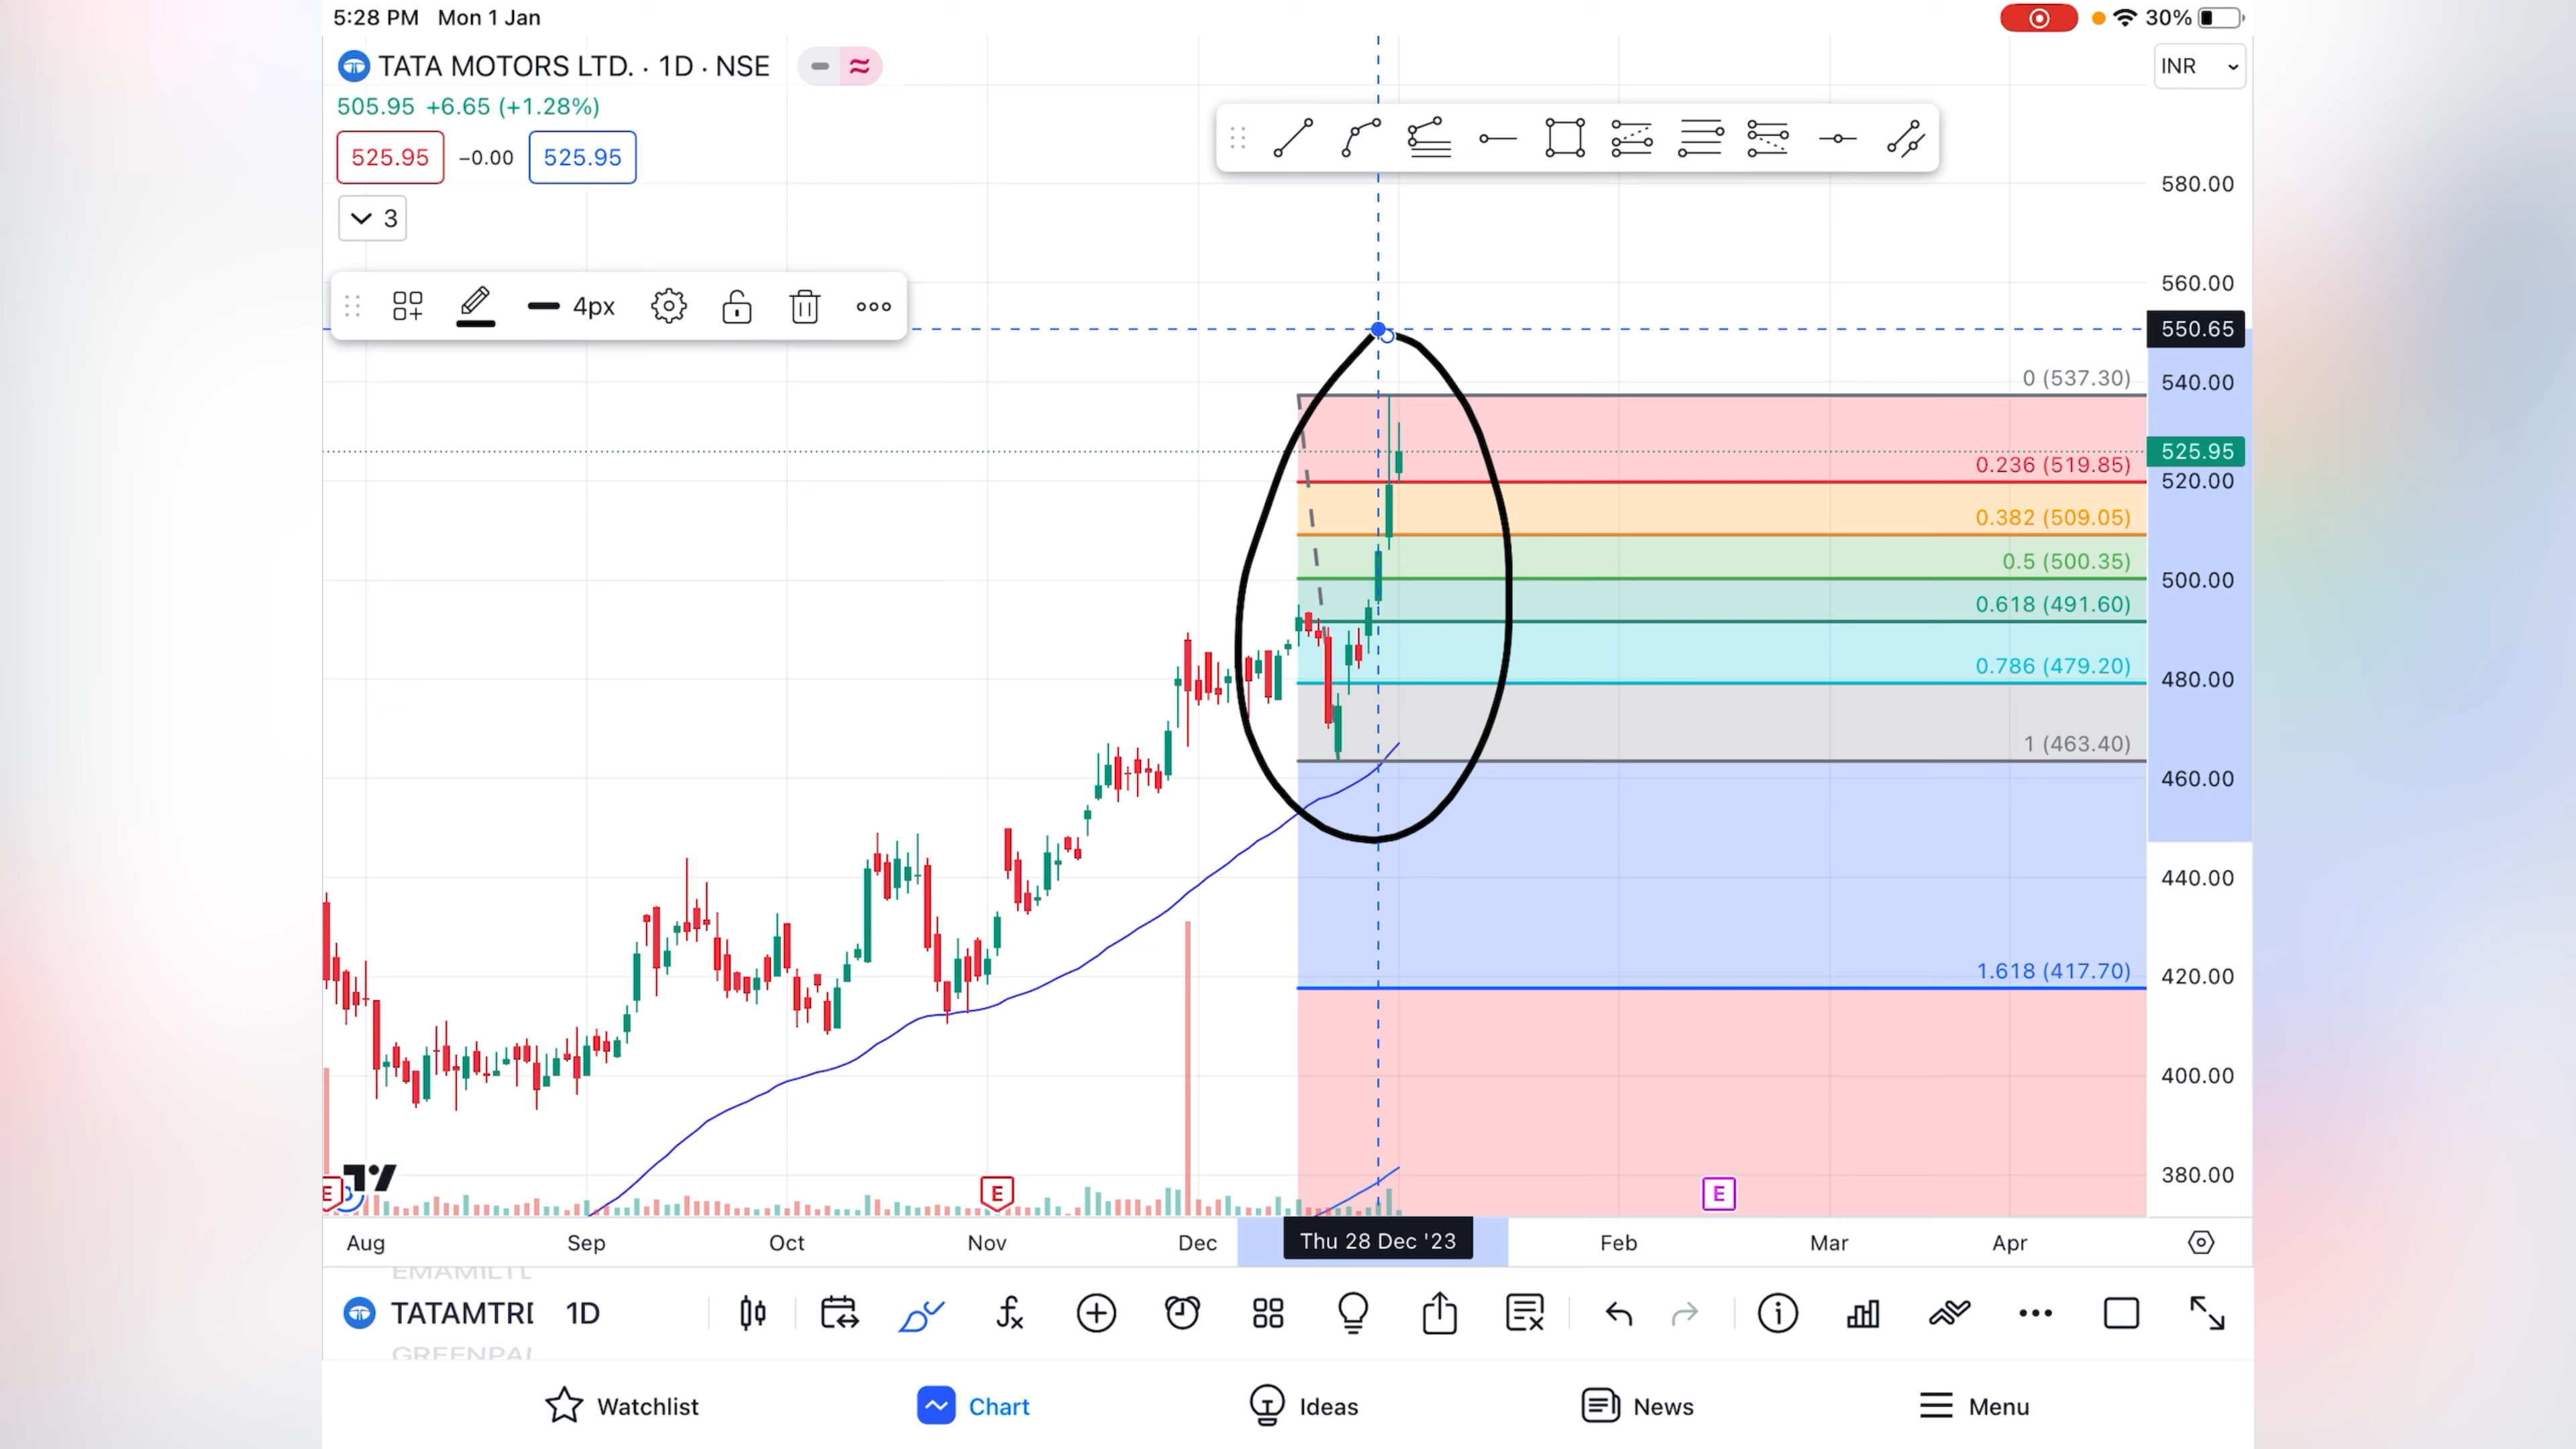 5:28 PM Mon 1 Jan
30%
TATA MOTORS LTD. · 1D · NSE
INR
505.95 +6.65 (+1.28%)
525.95 −0.00 525.95
3
4px
580.00
560.00
550.65
540.00
525.95
520.00
500.00
480.00
460.00
440.00
420.00
400.00
380.00
0 (537.30)
0.236 (519.85)
0.382 (509.05)
0.5 (500.35)
0.618 (491.60)
0.786 (479.20)
1 (463.40)
1.618 (417.70)
E
E
E
Aug Sep Oct Nov Dec Thu 28 Dec '23 Feb Mar Apr
TATAMTRI 1D
Watchlist Chart Ideas News Menu